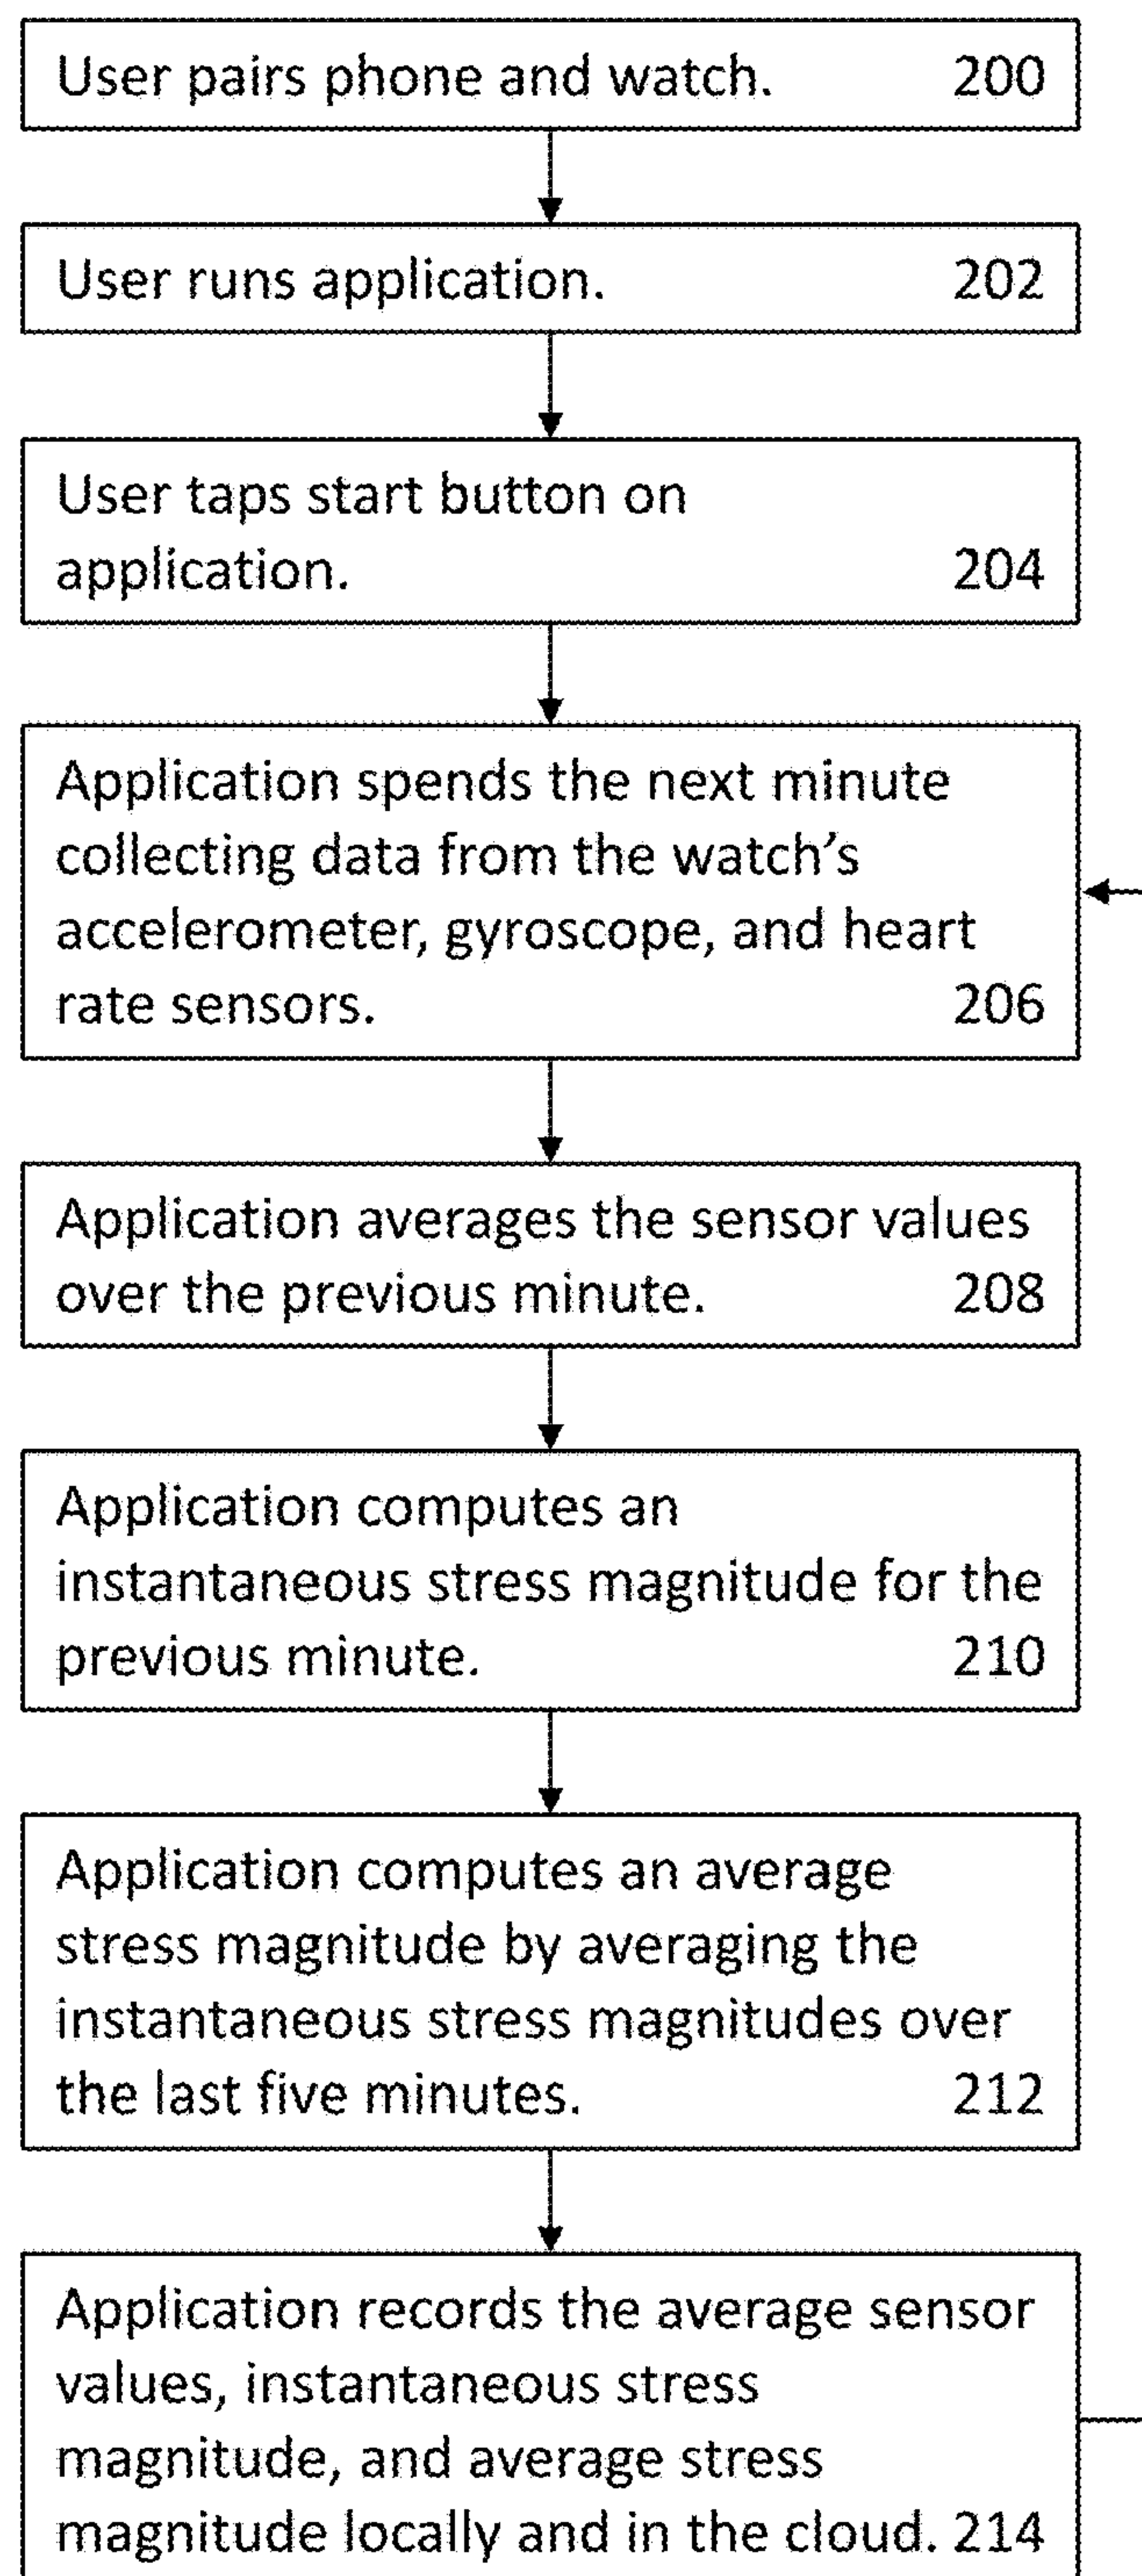 User pairs phone and watch. 200
User runs application. 202
User taps start button on
application. 204
Application spends the next minute
collecting data from the watch’s
accelerometer, gyroscope, and heart
rate sensors. 206
Application averages the sensor values
over the previous minute. 208
Application computes an
instantaneous stress magnitude for the
previous minute. 210
Application computes an average
stress magnitude by averaging the
instantaneous stress magnitudes over
the last five minutes. 212
Application records the average sensor
values, instantaneous stress
magnitude, and average stress
magnitude locally and in the cloud. 214